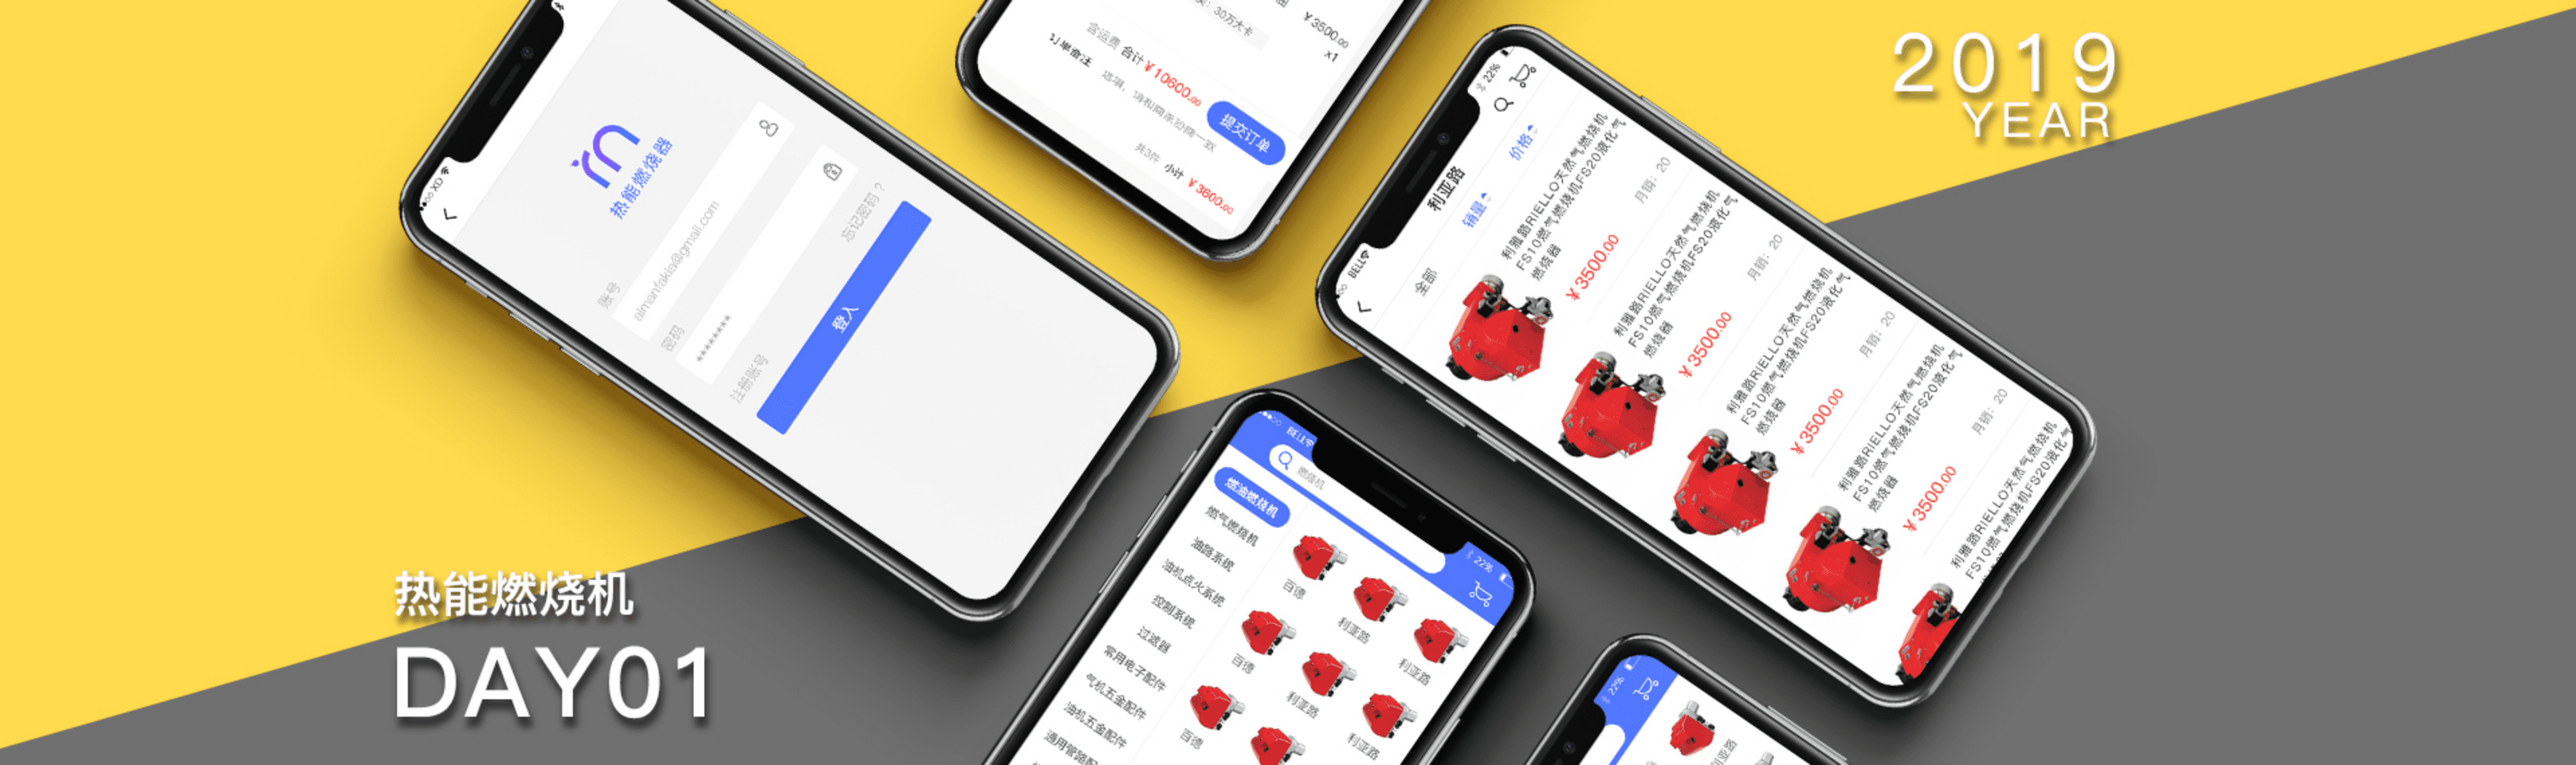 2019
YEAR
热能燃烧机
DAY01
XD
热能燃烧器
账号
aimanfakia@gmail.com
密码
********
忘记密码？
注册账号
登入
30万大卡
¥3500.00
x1
含运费 合计¥10600.00
提交订单
订单备注
共3件 小计 ¥3600.00
BELL
22%
利亚路
全部
销量
价格
利雅路RIELLO天然气燃烧机
FS10燃气燃烧机FS20液化气
燃烧器
¥3500.00
月销：20
利雅路RIELLO天然气燃烧机
FS10燃气燃烧机FS20液化气
燃烧器
¥3500.00
月销：20
利雅路RIELLO天然气燃烧机
FS10燃气燃烧机FS20液化气
燃烧器
¥3500.00
月销：20
利雅路RIELLO天然气燃烧机
FS10燃气燃烧机FS20液化气
燃烧器
¥3500.00
月销：20
利雅路RIELLO天然气燃烧机
FS10燃气燃烧机FS20液化气
BELL
22%
燃烧机
燃油燃烧机
燃气燃烧机
油路系统
油机点火系统
控制系统
过滤器
常用电子配件
气机五金配件
油机五金配件
通用管路配
百德
利亚路
利亚路
百德
利亚路
利亚路
百德
22%
利亚路